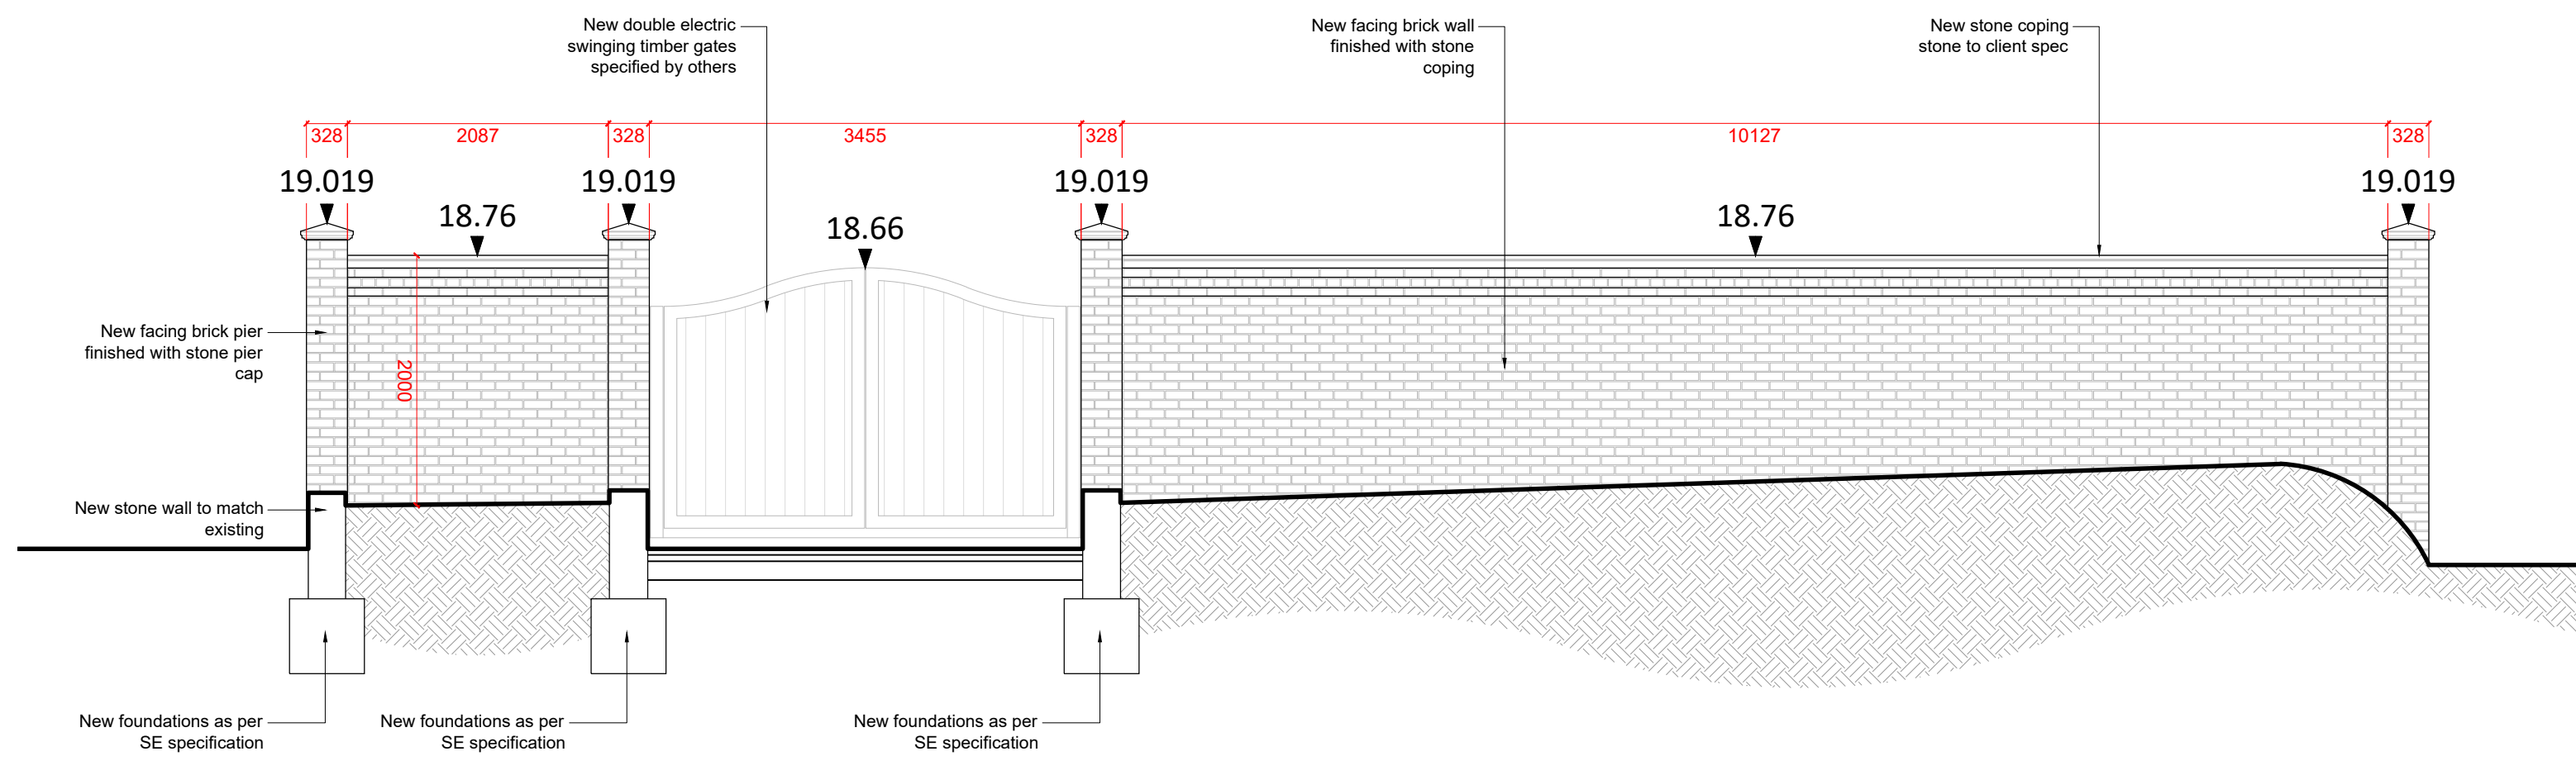 New double electric
swinging timber gates
specified by others
New facing brick wall
finished with stone
coping
New stone coping
stone to client spec
328
2087
328
3455
328
10127
328
19.019
19.019
19.019
19.019
18.76
18.66
18.76
New facing brick pier
finished with stone pier
cap
2000
New stone wall to match
existing
New foundations as per
SE specification
New foundations as per
SE specification
New foundations as per
SE specification